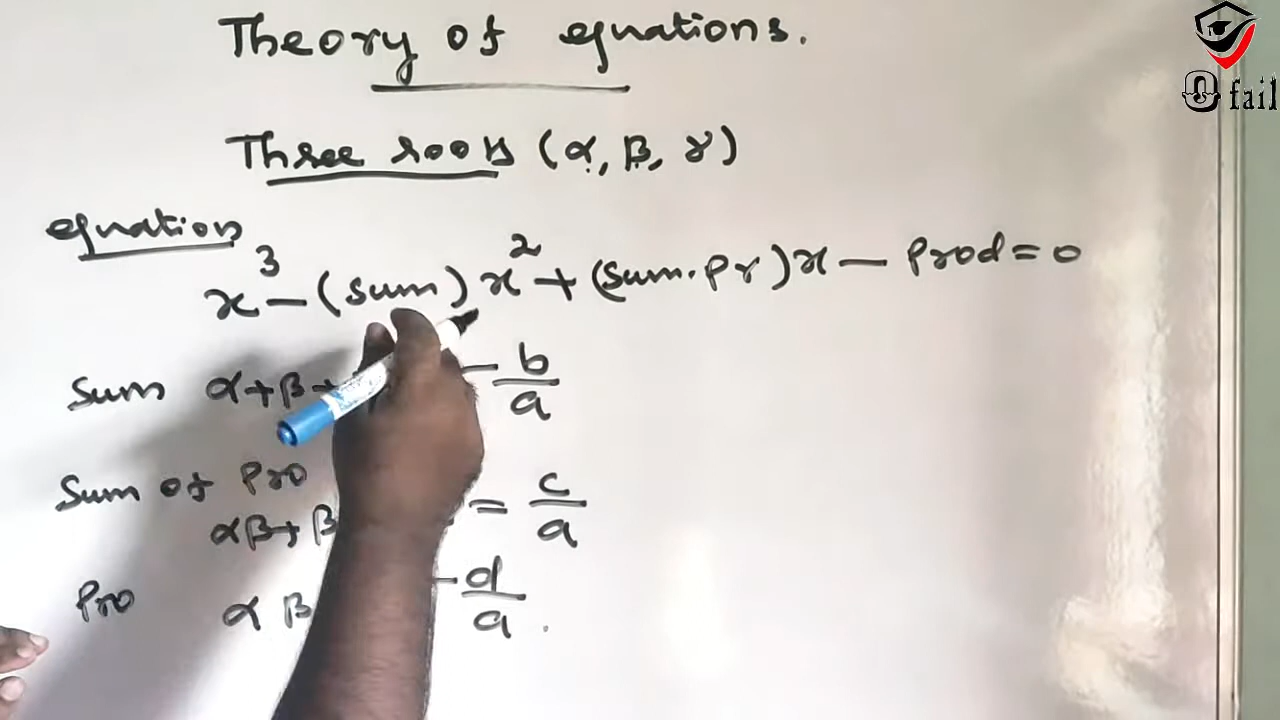 Theory of equations.
Three roots (α, β, γ)
equation
x³ – (sum) x² + (sum.pr) x – Prod = 0
Sum α+β+ – b/a
Sum of Pro
αβ+β = c/a
Pro α β – d/a .
0 fail